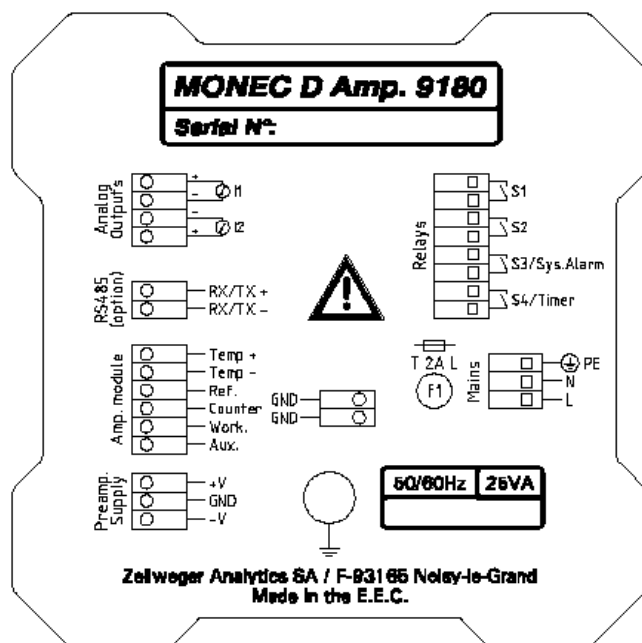 MONEC D Amp. 9180
Serial N°:
Analog
Output's
+
-
-
+
I1
I2
RS485
(option)
RX/TX +
RX/TX -
Amp. module
Temp +
Temp -
Ref.
Counter
Work.
Aux.
GND
GND
Preamp.
Supply
+V
GND
-V
Relays
S1
S2
S3/Sys.Alarm
S4/Timer
T 2A L
F1
Mains
PE
N
L
50/60Hz 25VA
Zellweger Analytics SA / F-93165 Noisy-le-Grand
Made in the E.E.C.